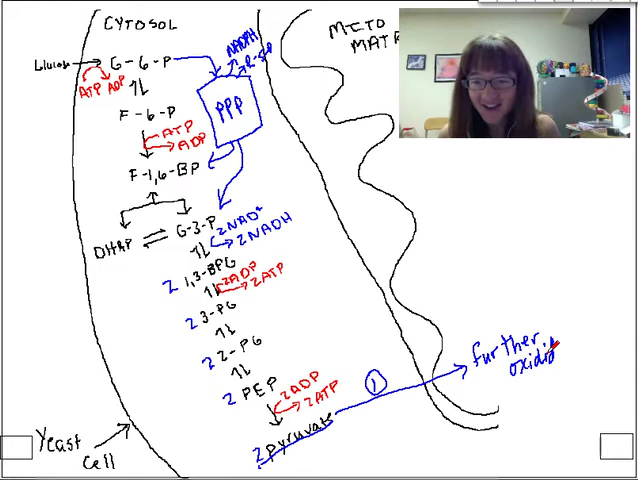 CYTOSOL
MITO
MATR
Glucose → G-6-P
NADPH
R-5-P
ATP ADP
PPP
F-6-P
ATP
ADP
F-1,6-BP
DHAP ⇌ G-3-P
2NAD+
2NADH
2 1,3-BPG
2ADP
2ATP
2 3-PG
2 2-PG
2 PEP
2ADP
2ATP
2 pyruvate
1
further
oxidi
Yeast
cell